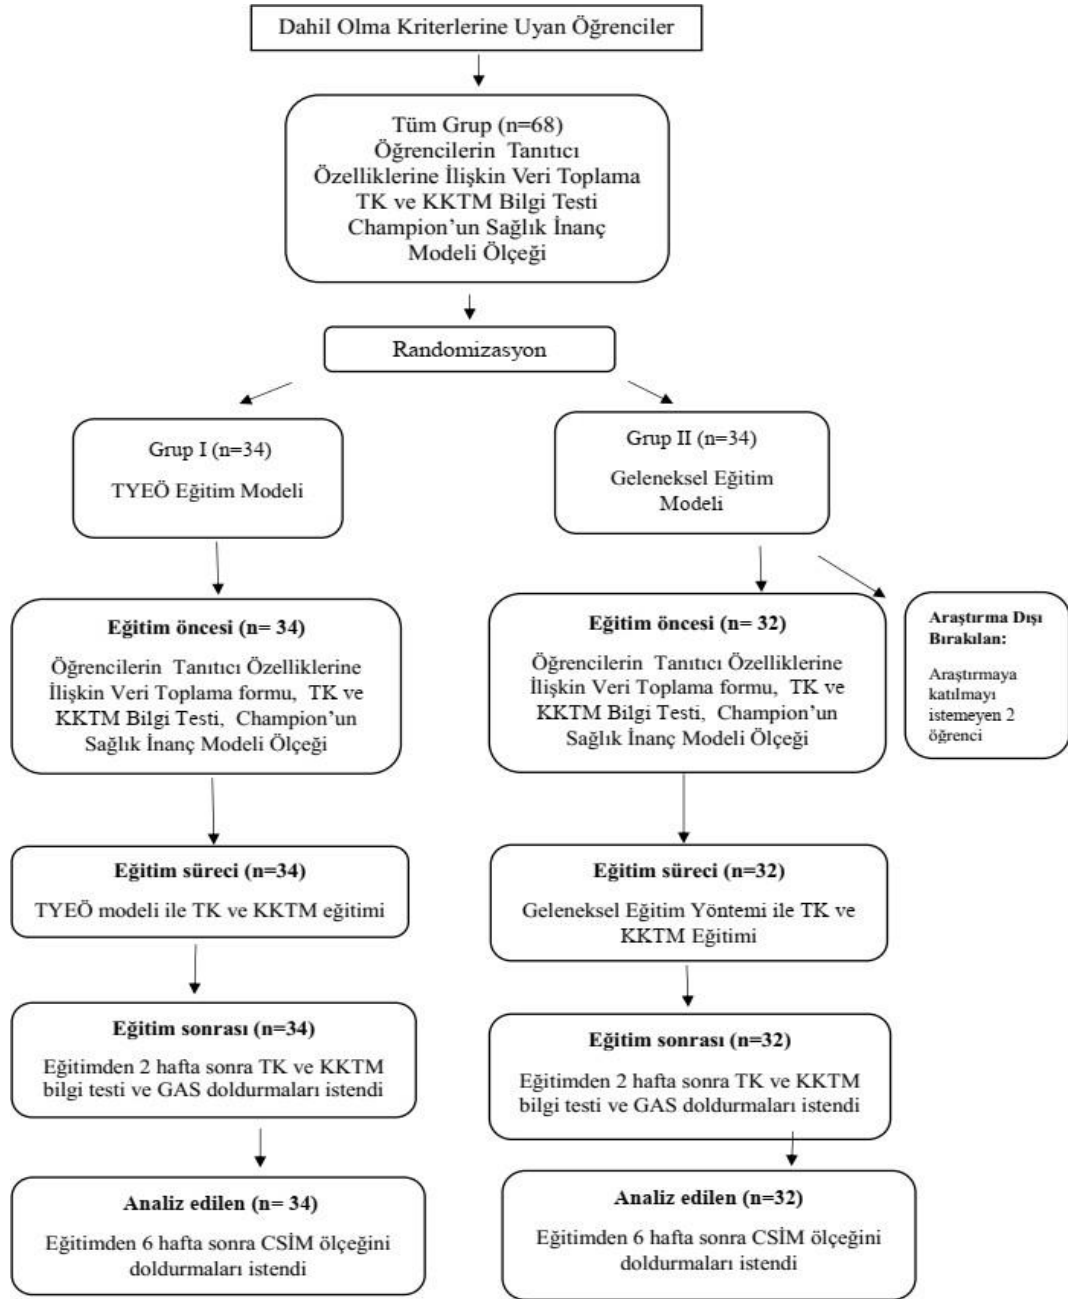 Dahil Olma Kriterlerine Uyan Öğrenciler
Tüm Grup (n=68)
Öğrencilerin Tanıtıcı
Özelliklerine İlişkin Veri Toplama
TK ve KKTM Bilgi Testi
Champion’un Sağlık İnanç
Modeli Ölçeği
Randomizasyon
Grup I (n=34)
TYEÖ Eğitim Modeli
Grup II (n=34)
Geleneksel Eğitim
Modeli
Eğitim öncesi (n= 34)
Öğrencilerin Tanıtıcı Özelliklerine
İlişkin Veri Toplama formu, TK ve
KKTM Bilgi Testi, Champion’un
Sağlık İnanç Modeli Ölçeği
Eğitim öncesi (n= 32)
Öğrencilerin Tanıtıcı Özelliklerine
İlişkin Veri Toplama formu, TK ve
KKTM Bilgi Testi, Champion’un
Sağlık İnanç Modeli Ölçeği
Araştırma Dışı
Bırakılan:
Araştırmaya
katılmayı
istemeyen 2
öğrenci
Eğitim süreci (n=34)
TYEÖ modeli ile TK ve KKTM eğitimi
Eğitim süreci (n=32)
Geleneksel Eğitim Yöntemi ile TK ve
KKTM Eğitimi
Eğitim sonrası (n=34)
Eğitimden 2 hafta sonra TK ve KKTM
bilgi testi ve GAS doldurmaları istendi
Eğitim sonrası (n=32)
Eğitimden 2 hafta sonra TK ve KKTM
bilgi testi ve GAS doldurmaları istendi
Analiz edilen (n= 34)
Eğitimden 6 hafta sonra CSİM ölçeğini
doldurmaları istendi
Analiz edilen (n=32)
Eğitimden 6 hafta sonra CSİM ölçeğini
doldurmaları istendi